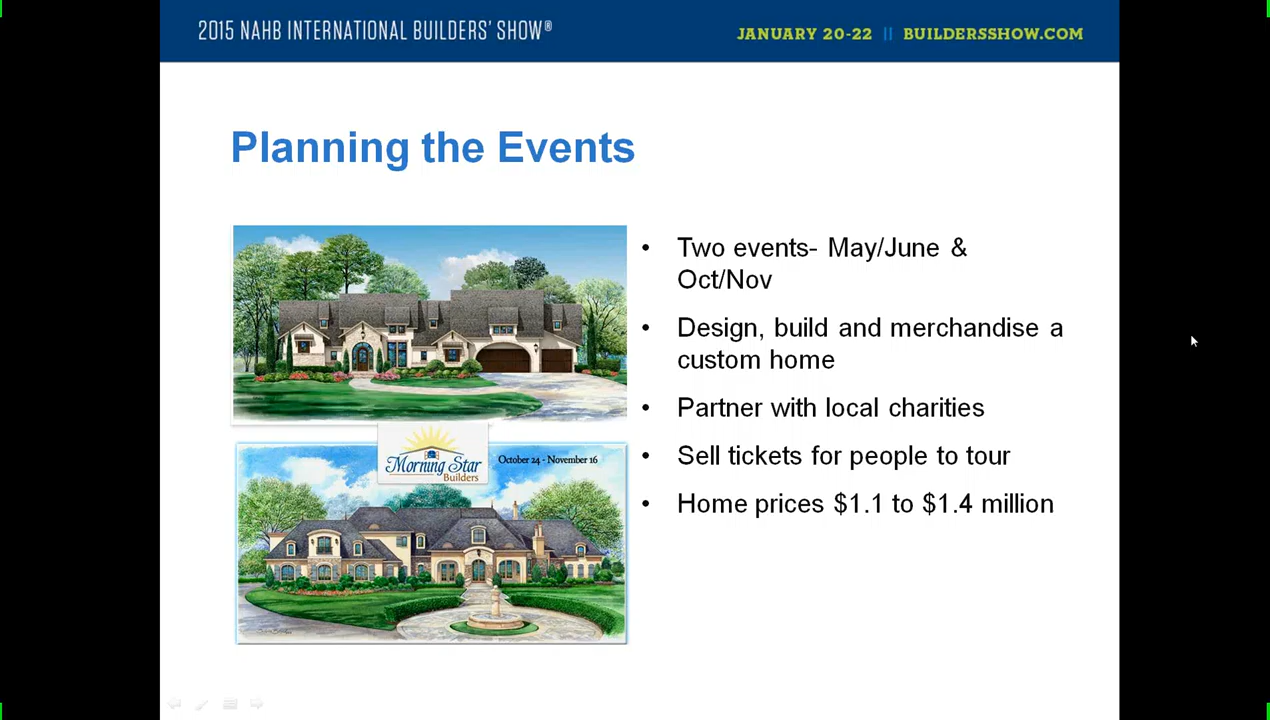 2015 NAHB INTERNATIONAL BUILDERS' SHOW®
JANUARY 20-22 || BUILDERSSHOW.COM
Planning the Events
• Two events- May/June &
Oct/Nov
• Design, build and merchandise a
custom home
• Partner with local charities
• Sell tickets for people to tour
• Home prices $1.1 to $1.4 million
Morning Star
Builders
October 24 - November 16